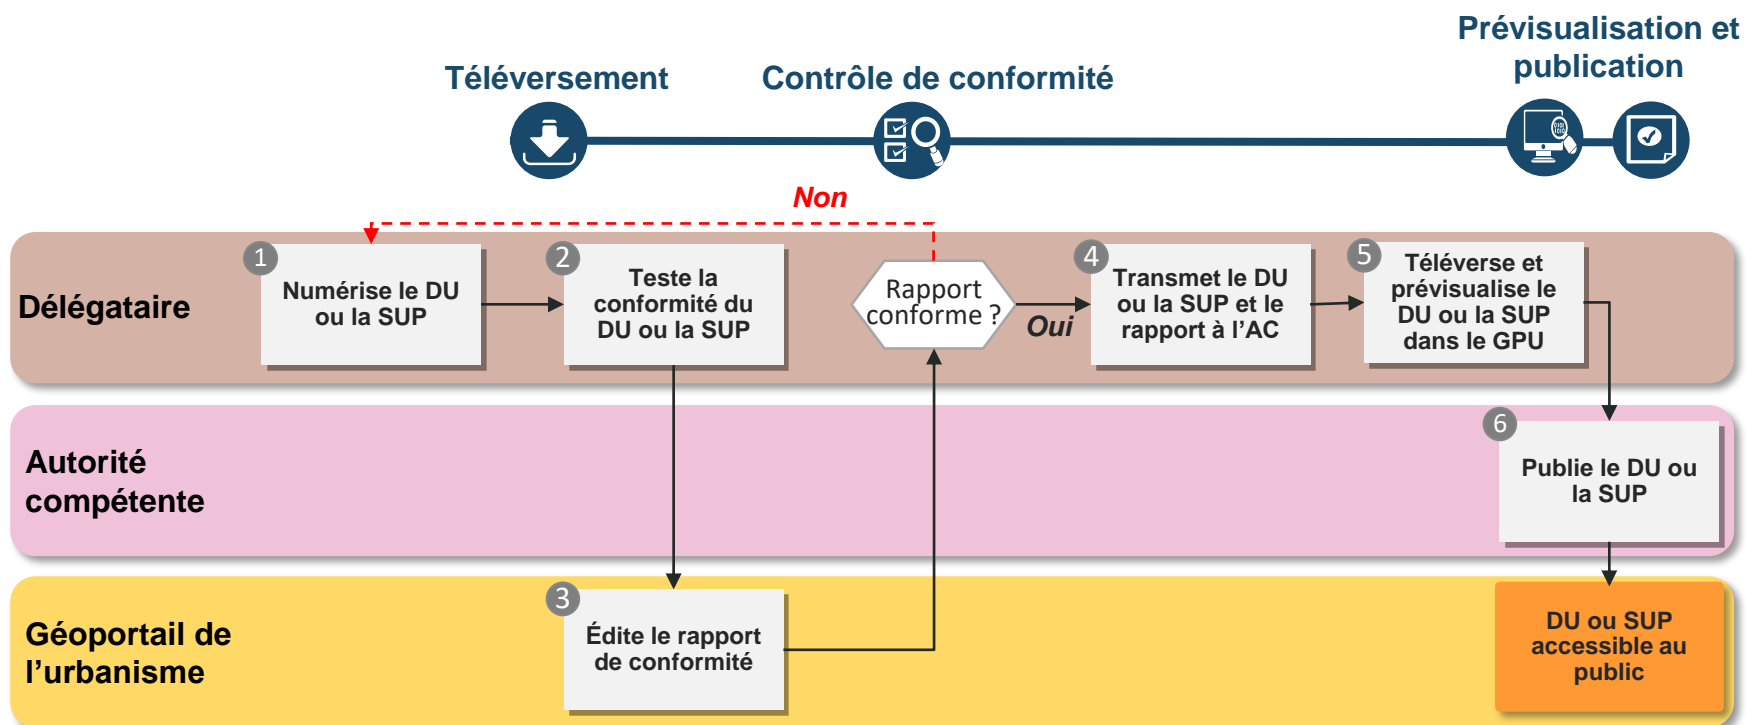 Prévisualisation et
publication
Téléversement
Contrôle de conformité
0101
1010
Non
Délégataire
1
Numérise le DU
ou la SUP
2
Teste la
conformité du
DU ou la SUP
Rapport
conforme ?
Oui
4
Transmet le DU
ou la SUP et le
rapport à l’AC
5
Téléverse et
prévisualise le
DU ou la SUP
dans le GPU
Autorité
compétente
6
Publie le DU ou
la SUP
Géoportail de
l’urbanisme
3
Édite le rapport
de conformité
DU ou SUP
accessible au
public